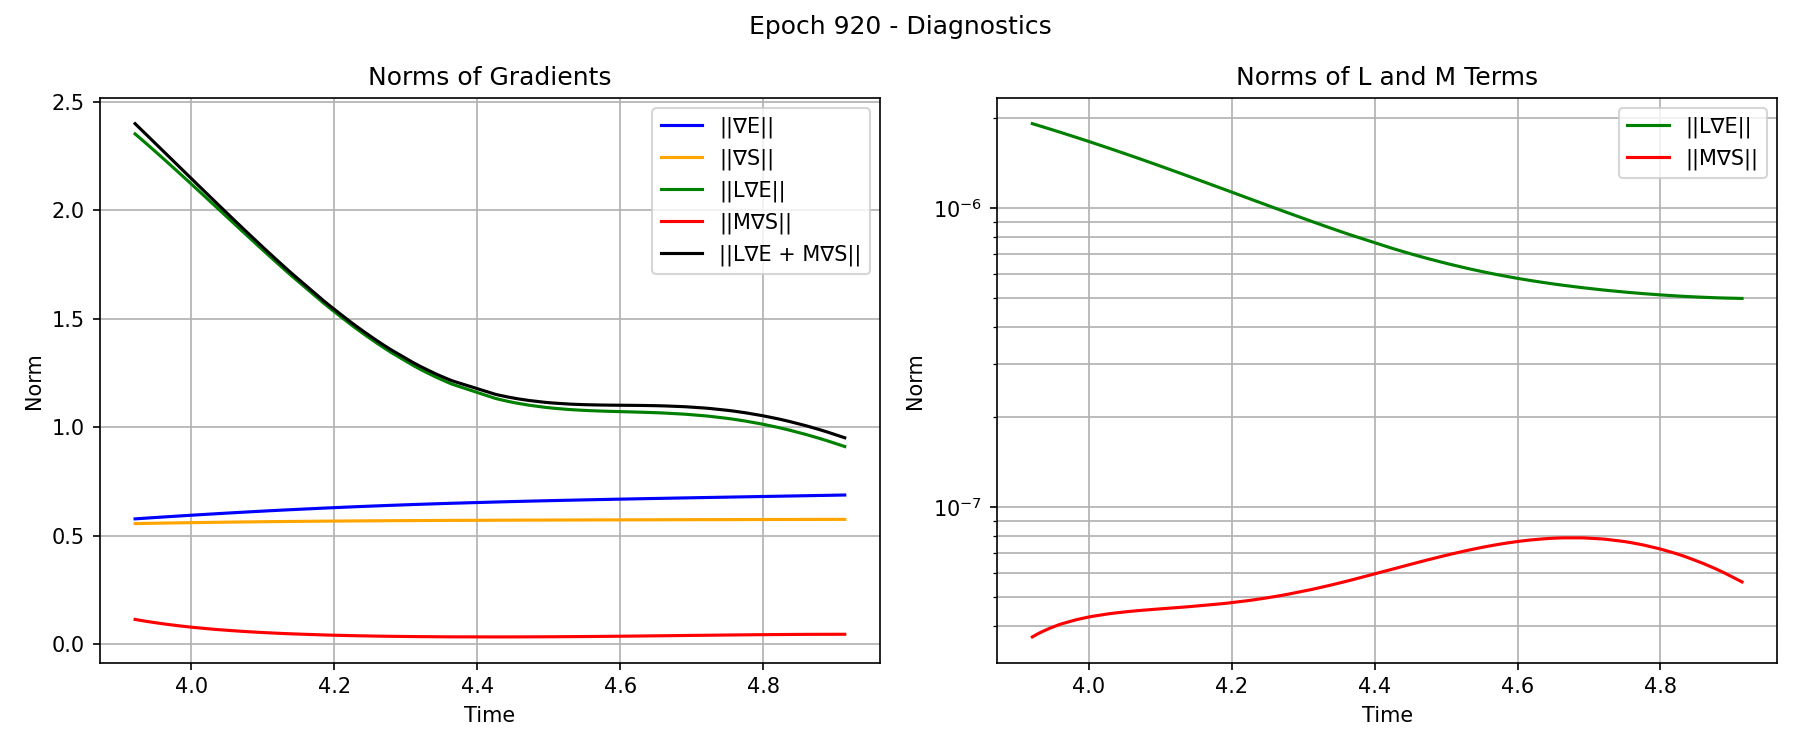 Epoch 920 - Diagnostics
Norms of Gradients
2.5
2.0
1.5
1.0
0.5
0.0
Norm
4.0 4.2 4.4 4.6 4.8
Time
||∇E||
||∇S||
||L∇E||
||M∇S||
||L∇E + M∇S||
Norms of L and M Terms
10⁻⁶
10⁻⁷
Norm
4.0 4.2 4.4 4.6 4.8
Time
||L∇E||
||M∇S||